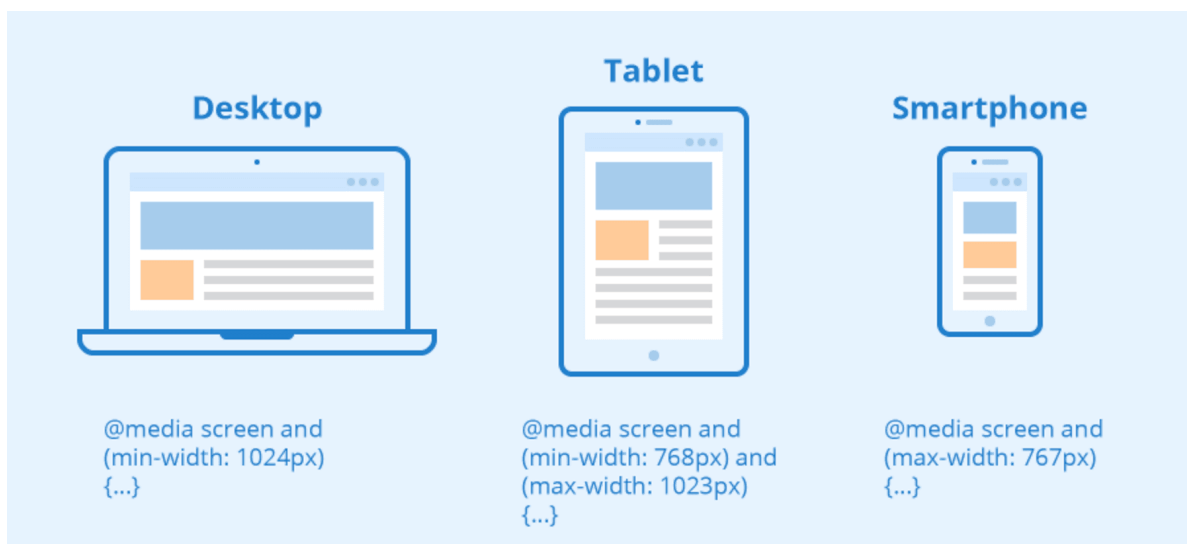 Desktop
@media screen and
(min-width: 1024px)
{...}
Tablet
@media screen and
(min-width: 768px) and
(max-width: 1023px)
{...}
Smartphone
@media screen and
(max-width: 767px)
{...}